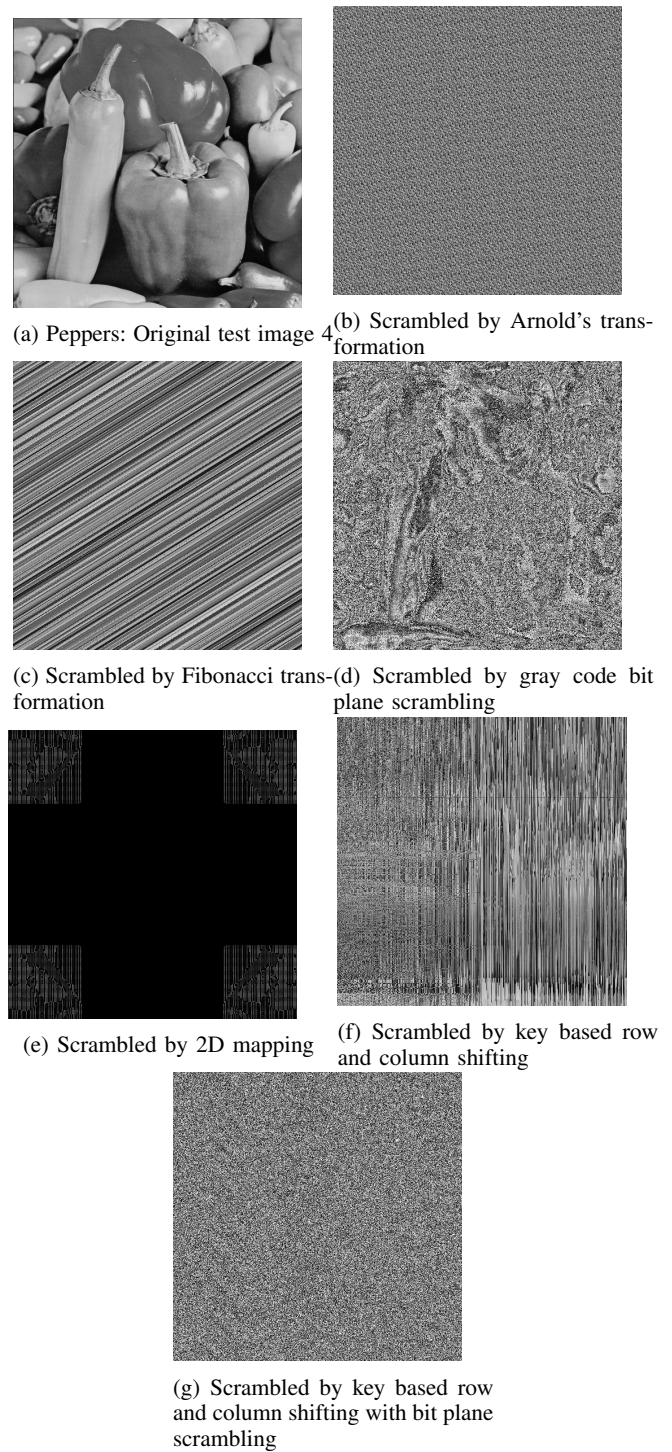 (a) Peppers: Original test image 4
(b) Scrambled by Arnold's trans-
formation
(c) Scrambled by Fibonacci trans-
formation
(d) Scrambled by gray code bit
plane scrambling
(e) Scrambled by 2D mapping
(f) Scrambled by key based row
and column shifting
(g) Scrambled by key based row
and column shifting with bit plane
scrambling